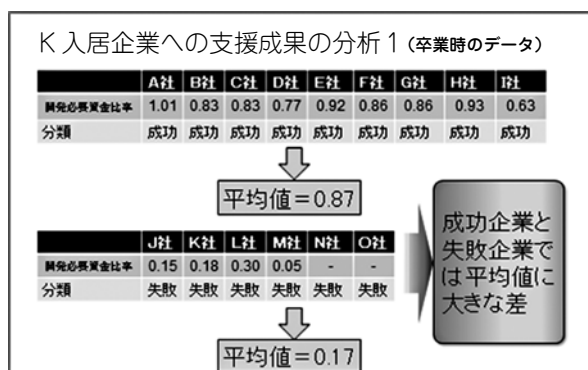 K 入居企業への支援成果の分析 1 (卒業時のデータ)
A社 B社 C社 D社 E社 F社 G社 H社 I社
開発必要資金比率 1.01 0.83 0.83 0.77 0.92 0.86 0.86 0.93 0.63
分類 成功 成功 成功 成功 成功 成功 成功 成功 成功
平均値=0.87
J社 K社 L社 M社 N社 O社
開発必要資金比率 0.15 0.18 0.30 0.05 - -
分類 失敗 失敗 失敗 失敗 失敗 失敗
平均値=0.17
成功企業と
失敗企業で
は平均値に
大きな差